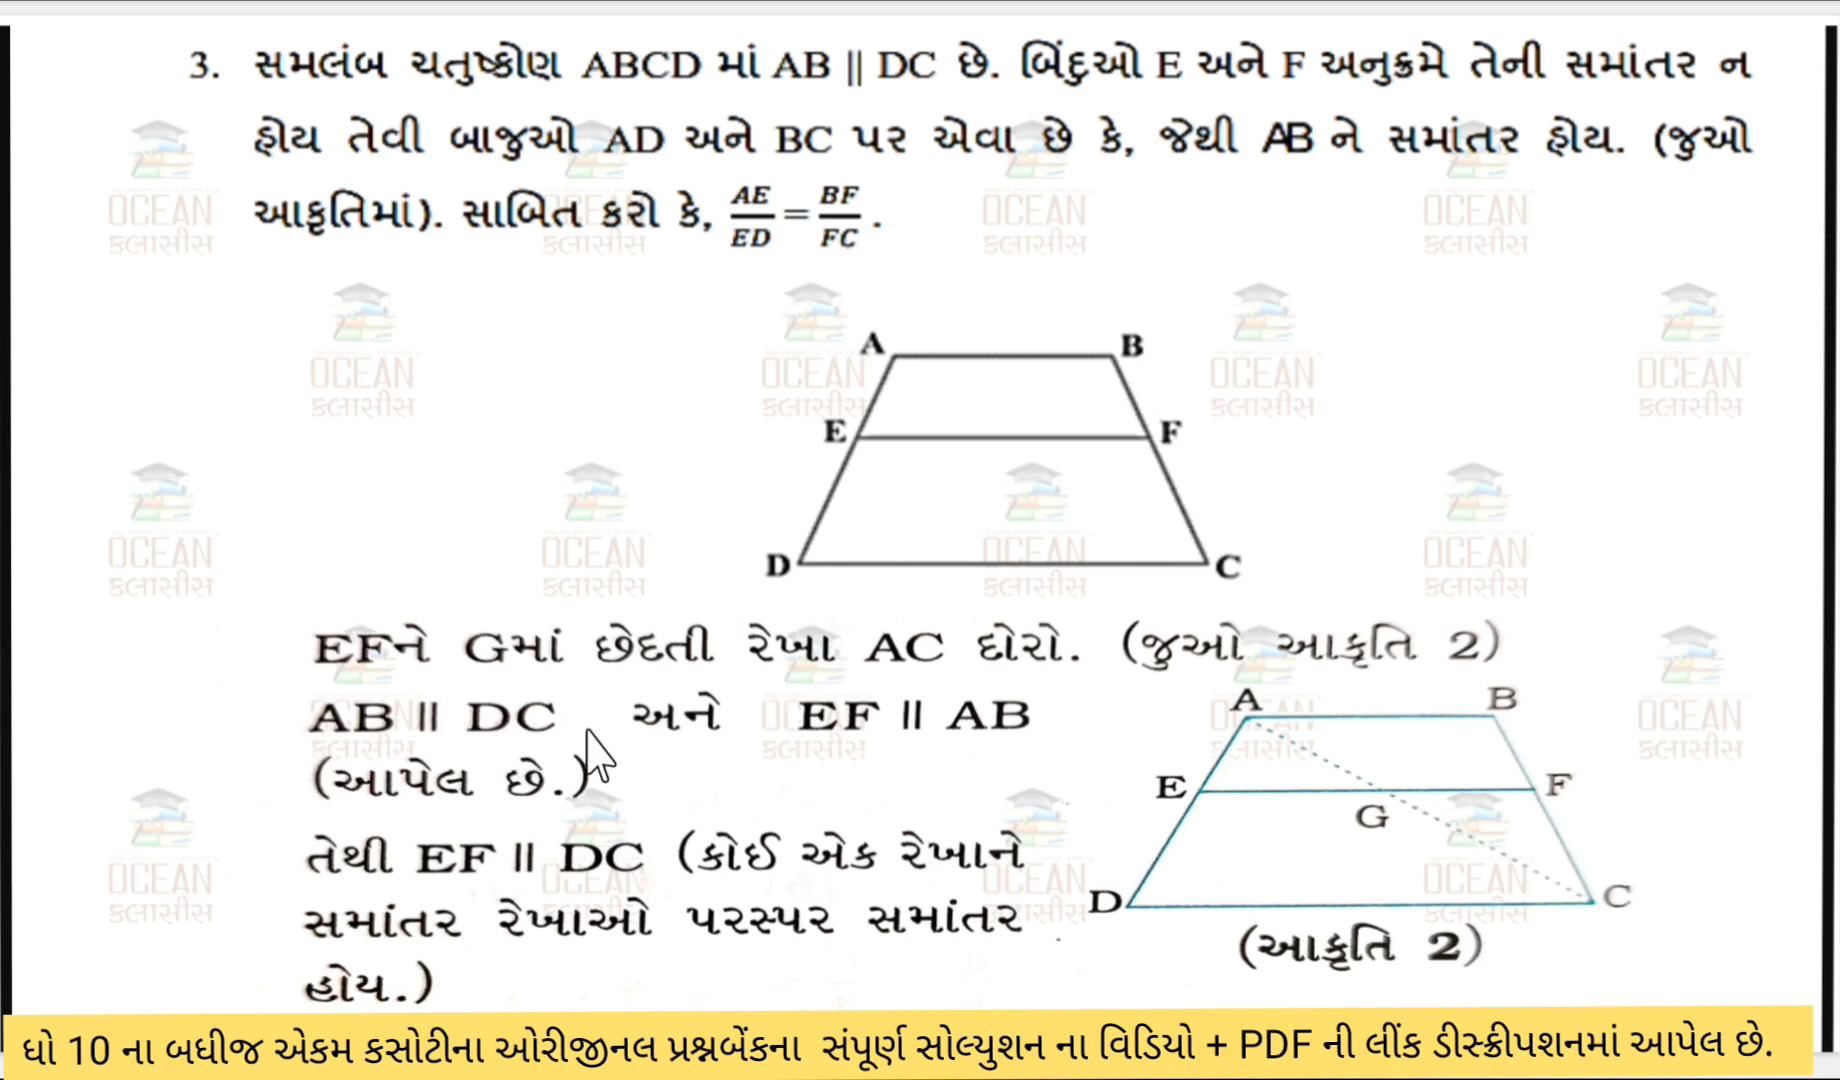 3. સમલંબ ચતુષ્કોણ ABCD માં AB || DC છે. બિંદુઓ E અને F અનુક્રમે તેની સમાંતર ન
હોય તેવી બાજુઓ AD અને BC પર એવા છે કે, જેથી AB ને સમાંતર હોય. (જુઓ
આકૃતિમાં). સાબિત કરો કે, AE/ED = BF/FC .
A B
E F
D C
EFને Gમાં છેદતી રેખા AC દોરો. (જુઓ આકૃતિ 2)
AB || DC અને EF || AB
(આપેલ છે.)
તેથી EF || DC (કોઈ એક રેખાને
સમાંતર રેખાઓ પરસ્પર સમાંતર
હોય.)
A B
E F
G
D C
(આકૃતિ 2)
OCEAN
ક્લાસીસ
ધો 10 ના બધીજ એકમ કસોટીના ઓરીજીનલ પ્રશ્નબેંકના સંપૂર્ણ સોલ્યુશન ના વિડિયો + PDF ની લીંક ડીસ્ક્રીપશનમાં આપેલ છે.